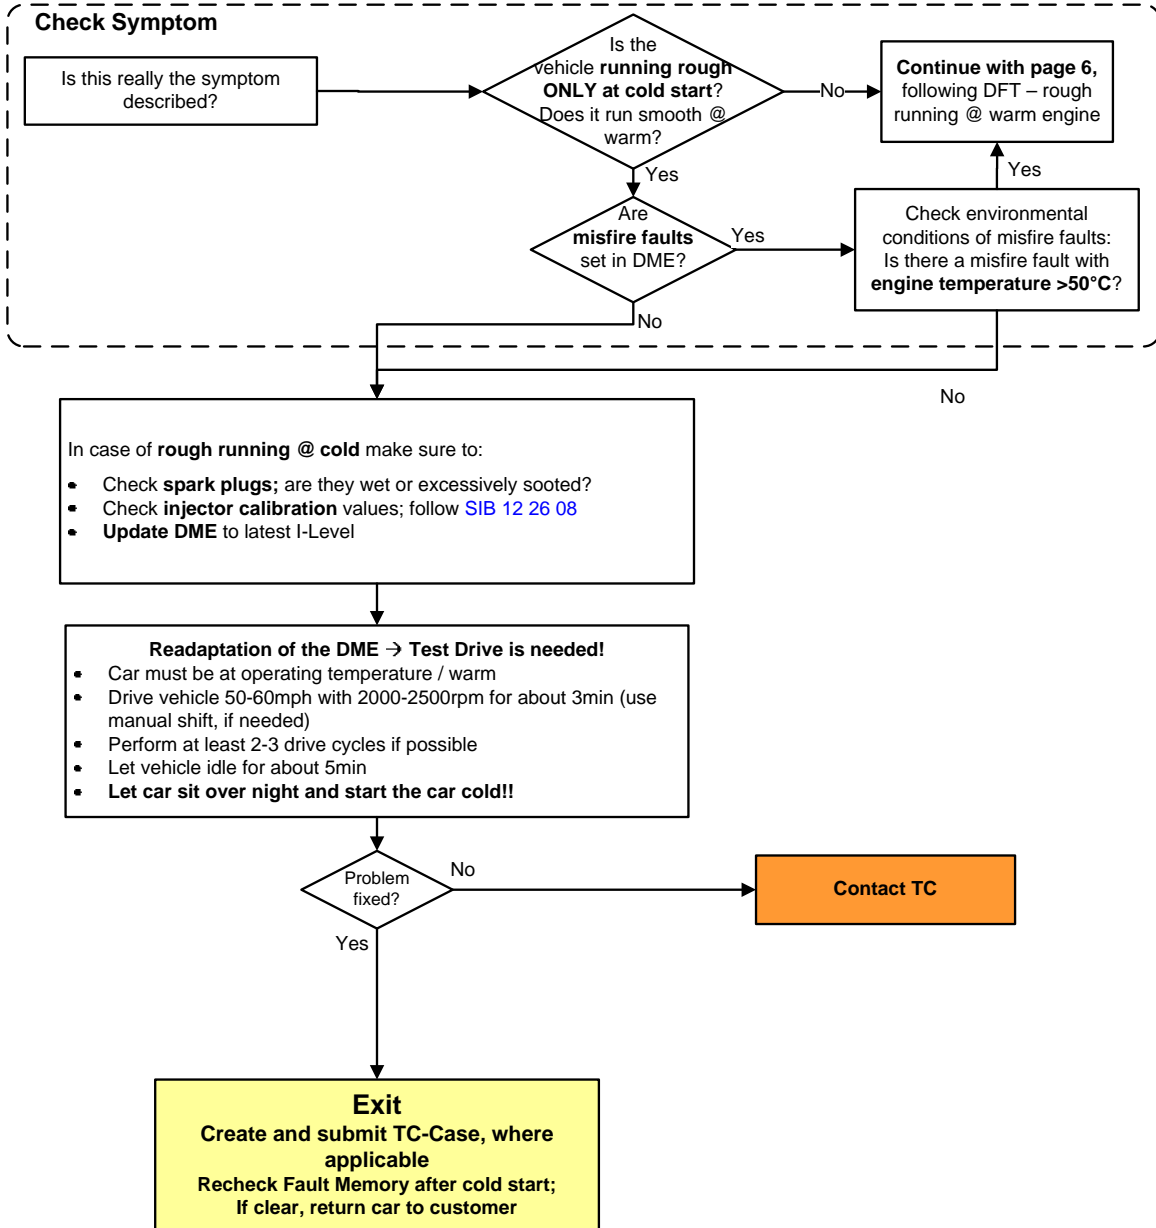 Check Symptom
Is this really the symptom
described?
Is the
vehicle running rough
ONLY at cold start?
Does it run smooth @
warm?
No
Continue with page 6,
following DFT – rough
running @ warm engine
Yes
Yes
Are
misfire faults
set in DME?
Yes
Check environmental
conditions of misfire faults:
Is there a misfire fault with
engine temperature >50°C?
No
No
In case of rough running @ cold make sure to:
• Check spark plugs; are they wet or excessively sooted?
• Check injector calibration values; follow SIB 12 26 08
• Update DME to latest I-Level
Readaptation of the DME → Test Drive is needed!
• Car must be at operating temperature / warm
• Drive vehicle 50-60mph with 2000-2500rpm for about 3min (use
manual shift, if needed)
• Perform at least 2-3 drive cycles if possible
• Let vehicle idle for about 5min
• Let car sit over night and start the car cold!!
Problem
fixed?
No
Contact TC
Yes
Exit
Create and submit TC-Case, where
applicable
Recheck Fault Memory after cold start;
If clear, return car to customer